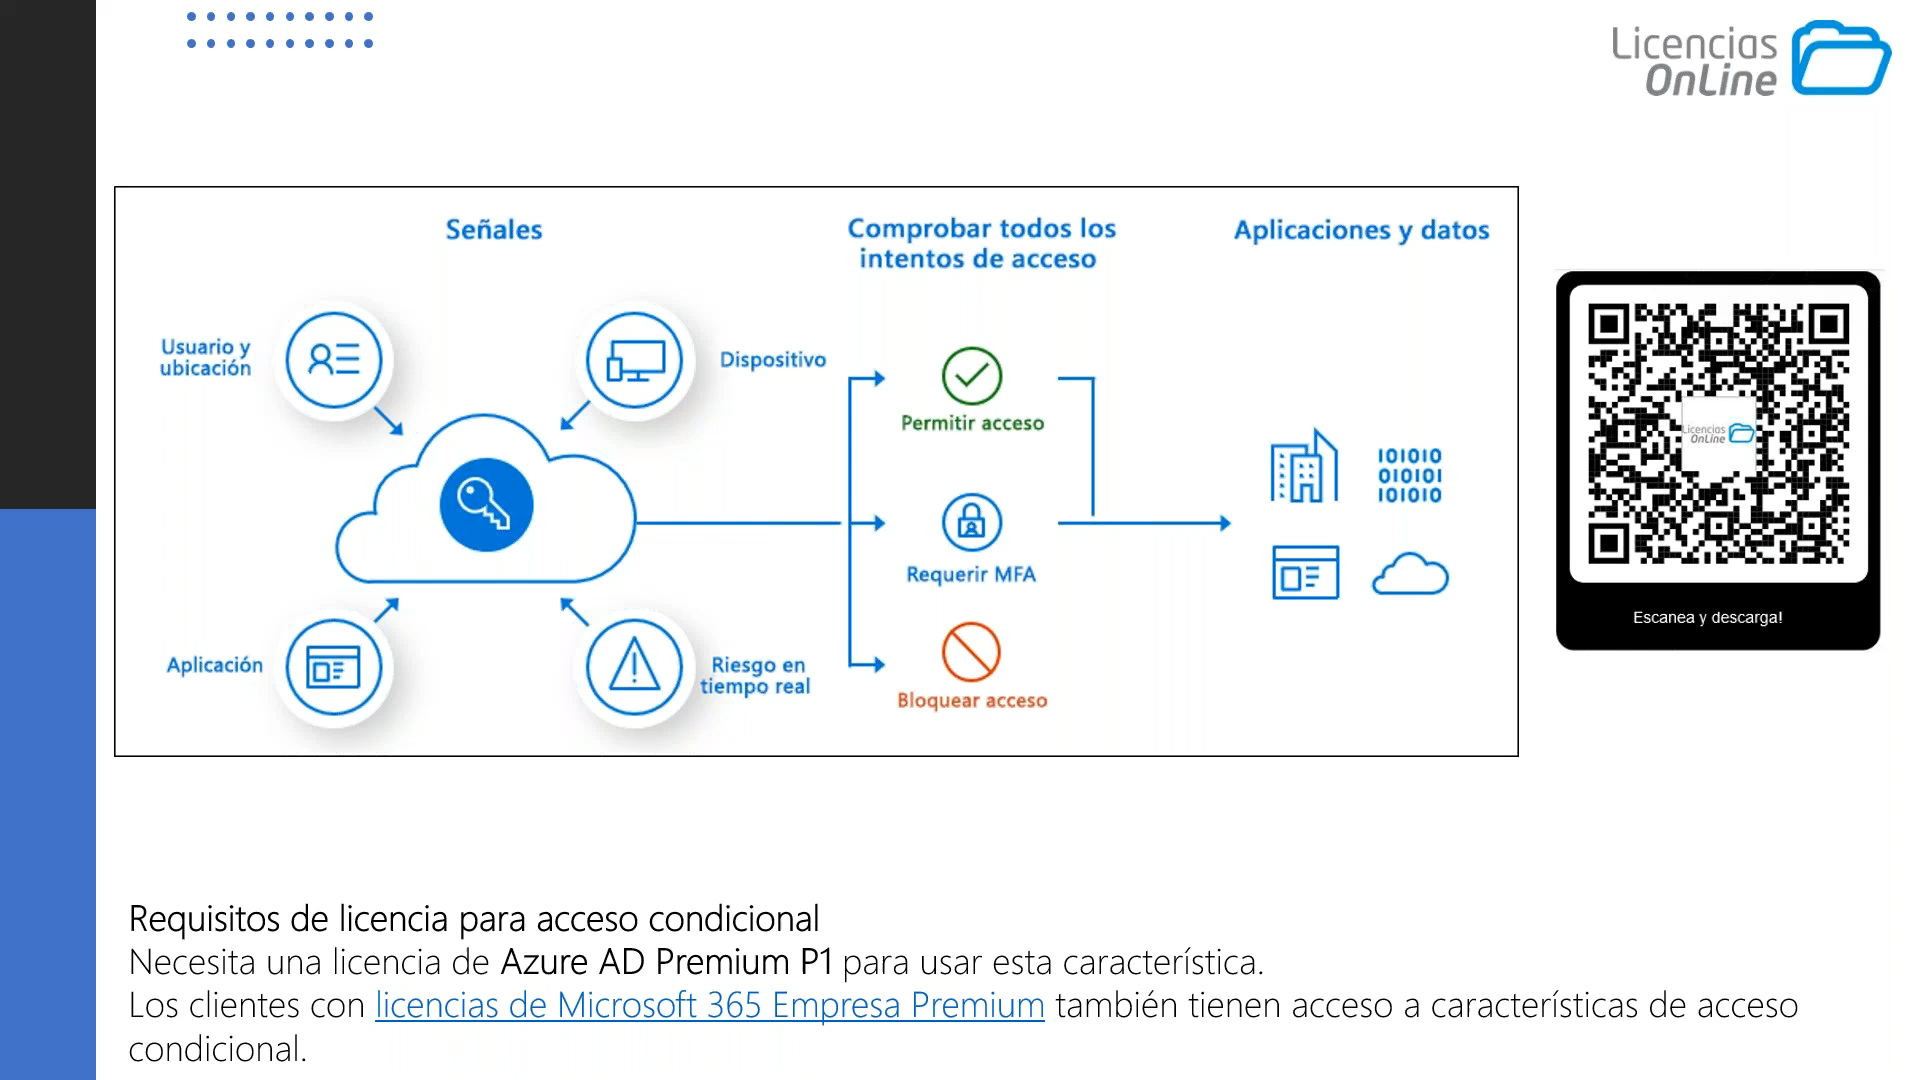 Licencias
OnLine
Señales
Comprobar todos los
intentos de acceso
Aplicaciones y datos
Usuario y
ubicación
Dispositivo
Permitir acceso
101010
010101
101010
Requerir MFA
Aplicación
Riesgo en
tiempo real
Bloquear acceso
Licencias
OnLine
Escanea y descarga!
Requisitos de licencia para acceso condicional
Necesita una licencia de Azure AD Premium P1 para usar esta característica.
Los clientes con licencias de Microsoft 365 Empresa Premium también tienen acceso a características de acceso
condicional.